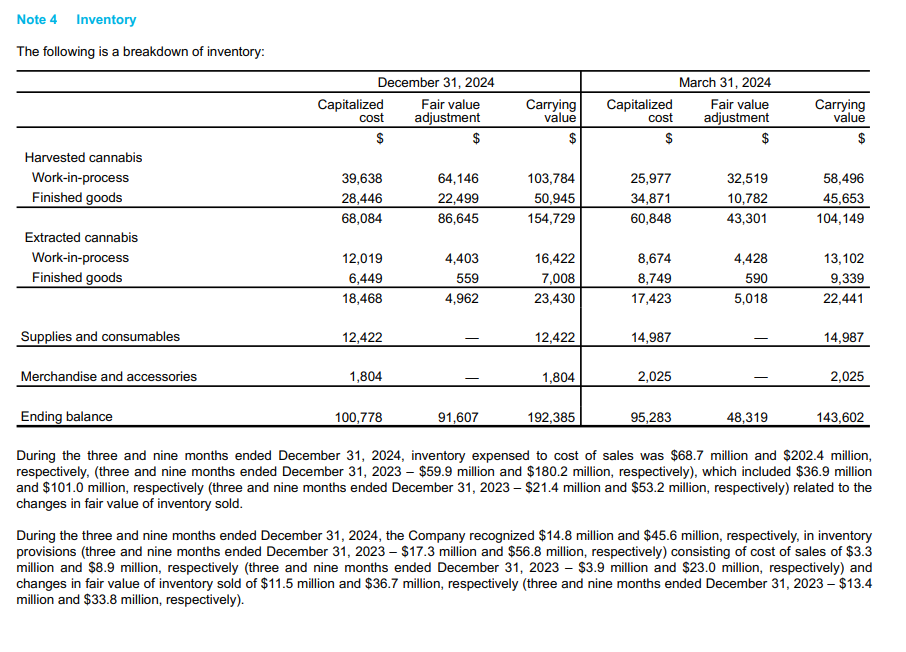 Note 4 Inventory
The following is a breakdown of inventory:
December 31, 2024 March 31, 2024
Capitalized cost Fair value adjustment Carrying value Capitalized cost Fair value adjustment Carrying value
$ $ $ $ $ $
Harvested cannabis
Work-in-process 39,638 64,146 103,784 25,977 32,519 58,496
Finished goods 28,446 22,499 50,945 34,871 10,782 45,653
68,084 86,645 154,729 60,848 43,301 104,149
Extracted cannabis
Work-in-process 12,019 4,403 16,422 8,674 4,428 13,102
Finished goods 6,449 559 7,008 8,749 590 9,339
18,468 4,962 23,430 17,423 5,018 22,441
Supplies and consumables 12,422 — 12,422 14,987 — 14,987
Merchandise and accessories 1,804 — 1,804 2,025 — 2,025
Ending balance 100,778 91,607 192,385 95,283 48,319 143,602
During the three and nine months ended December 31, 2024, inventory expensed to cost of sales was $68.7 million and $202.4 million,
respectively, (three and nine months ended December 31, 2023 – $59.9 million and $180.2 million, respectively), which included $36.9 million
and $101.0 million, respectively (three and nine months ended December 31, 2023 – $21.4 million and $53.2 million, respectively) related to the
changes in fair value of inventory sold.
During the three and nine months ended December 31, 2024, the Company recognized $14.8 million and $45.6 million, respectively, in inventory
provisions (three and nine months ended December 31, 2023 – $17.3 million and $56.8 million, respectively) consisting of cost of sales of $3.3
million and $8.9 million, respectively (three and nine months ended December 31, 2023 – $3.9 million and $23.0 million, respectively) and
changes in fair value of inventory sold of $11.5 million and $36.7 million, respectively (three and nine months ended December 31, 2023 – $13.4
million and $33.8 million, respectively).